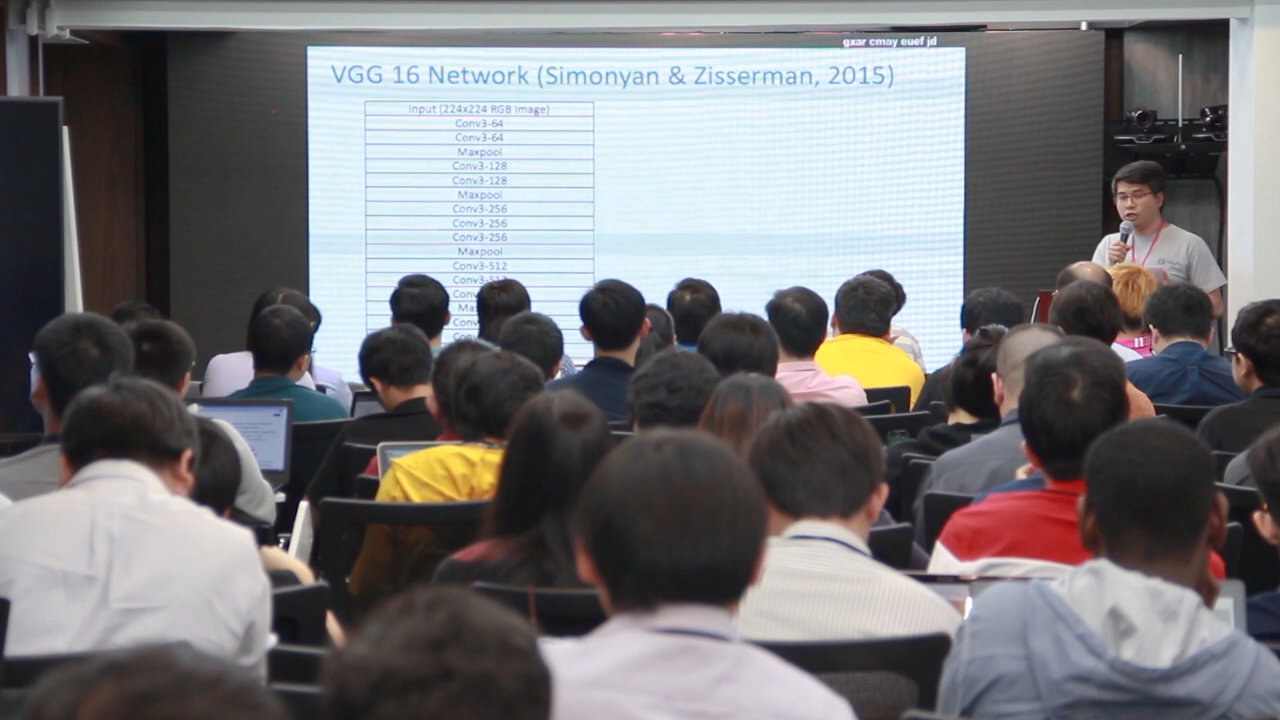 gxar cmay euef jd
VGG 16 Network (Simonyan & Zisserman, 2015)
Input (224x224 RGB Image)
Conv3-64
Conv3-64
Maxpool
Conv3-128
Conv3-128
Maxpool
Conv3-256
Conv3-256
Conv3-256
Maxpool
Conv3-512